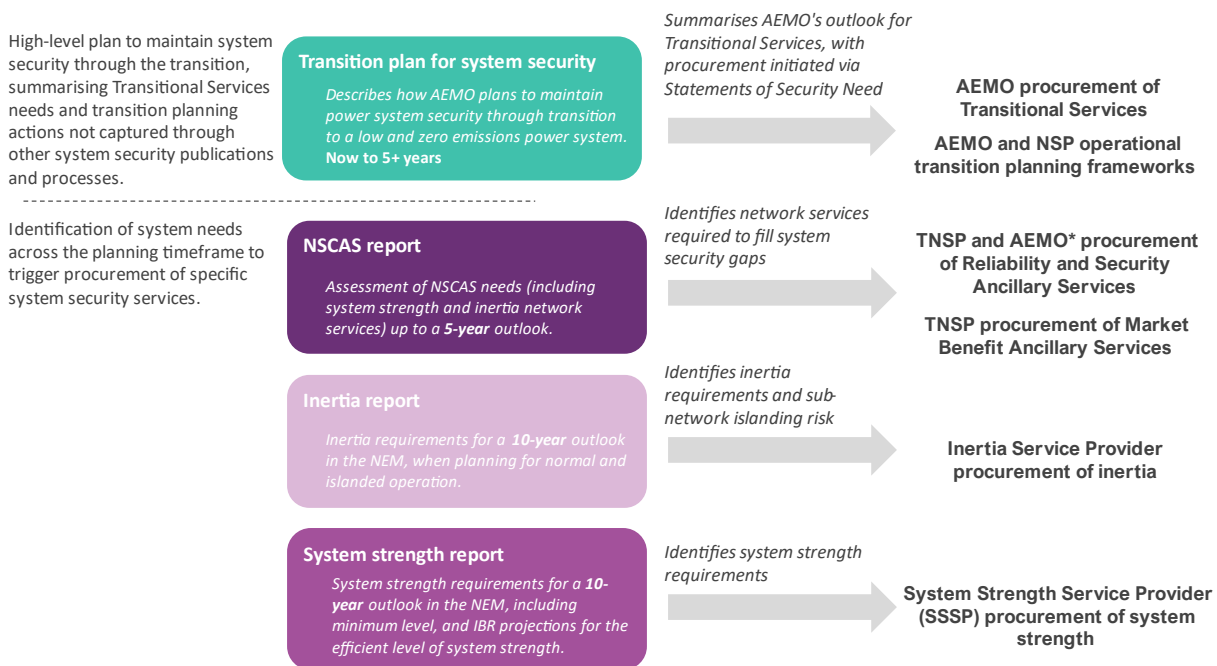 High-level plan to maintain system
security through the transition,
summarising Transitional Services
needs and transition planning
actions not captured through
other system security publications
and processes.
Transition plan for system security
Describes how AEMO plans to maintain
power system security through transition
to a low and zero emissions power system.
Now to 5+ years
Summarises AEMO's outlook for
Transitional Services, with
procurement initiated via
Statements of Security Need
AEMO procurement of
Transitional Services
AEMO and NSP operational
transition planning frameworks
Identification of system needs
across the planning timeframe to
trigger procurement of specific
system security services.
NSCAS report
Assessment of NSCAS needs (including
system strength and inertia network
services) up to a 5-year outlook.
Identifies network services
required to fill system
security gaps
TNSP and AEMO* procurement
of Reliability and Security
Ancillary Services
TNSP procurement of Market
Benefit Ancillary Services
Inertia report
Inertia requirements for a 10-year outlook
in the NEM, when planning for normal and
islanded operation.
Identifies inertia
requirements and sub-
network islanding risk
Inertia Service Provider
procurement of inertia
System strength report
System strength requirements for a 10-
year outlook in the NEM, including
minimum level, and IBR projections for the
efficient level of system strength.
Identifies system strength
requirements
System Strength Service Provider
(SSSP) procurement of system
strength